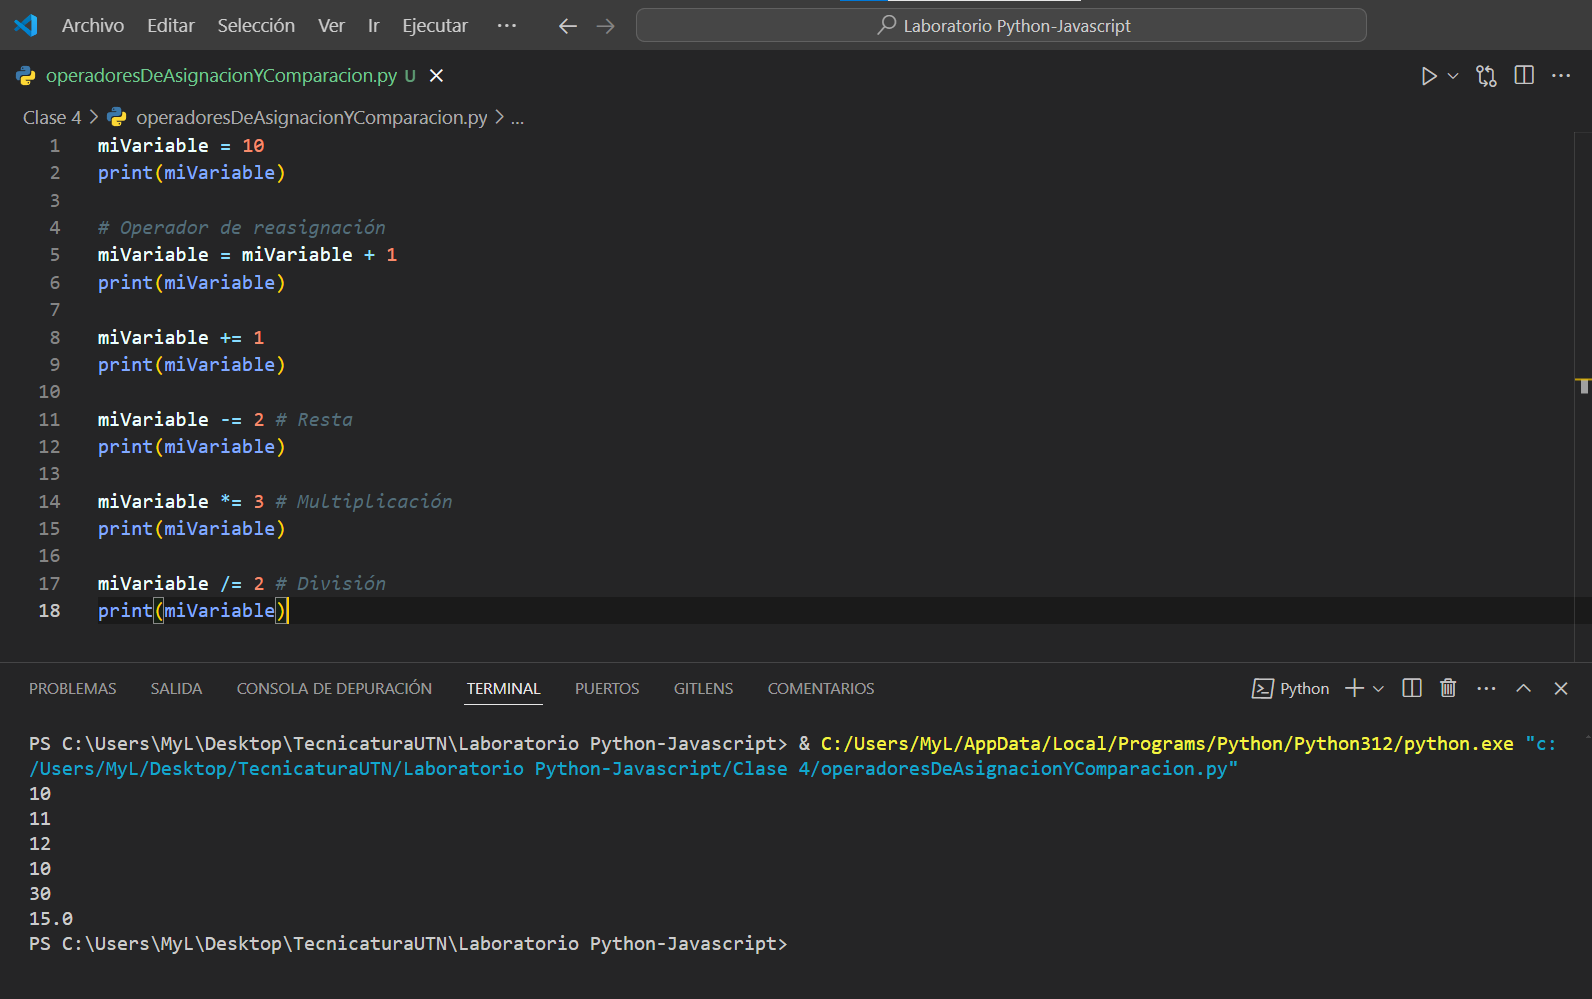 Archivo Editar Selección Ver Ir Ejecutar ··· Laboratorio Python-Javascript
operadoresDeAsignacionYComparacion.py U
Clase 4 > operadoresDeAsignacionYComparacion.py > ...
1 miVariable = 10
2 print(miVariable)
3
4 # Operador de reasignación
5 miVariable = miVariable + 1
6 print(miVariable)
7
8 miVariable += 1
9 print(miVariable)
10
11 miVariable -= 2 # Resta
12 print(miVariable)
13
14 miVariable *= 3 # Multiplicación
15 print(miVariable)
16
17 miVariable /= 2 # División
18 print(miVariable)
PROBLEMAS SALIDA CONSOLA DE DEPURACIÓN TERMINAL PUERTOS GITLENS COMENTARIOS Python
PS C:\Users\MyL\Desktop\TecnicaturaUTN\Laboratorio Python-Javascript> & C:/Users/MyL/AppData/Local/Programs/Python/Python312/python.exe "c:
/Users/MyL/Desktop/TecnicaturaUTN/Laboratorio Python-Javascript/Clase 4/operadoresDeAsignacionYComparacion.py"
10
11
12
10
30
15.0
PS C:\Users\MyL\Desktop\TecnicaturaUTN\Laboratorio Python-Javascript>